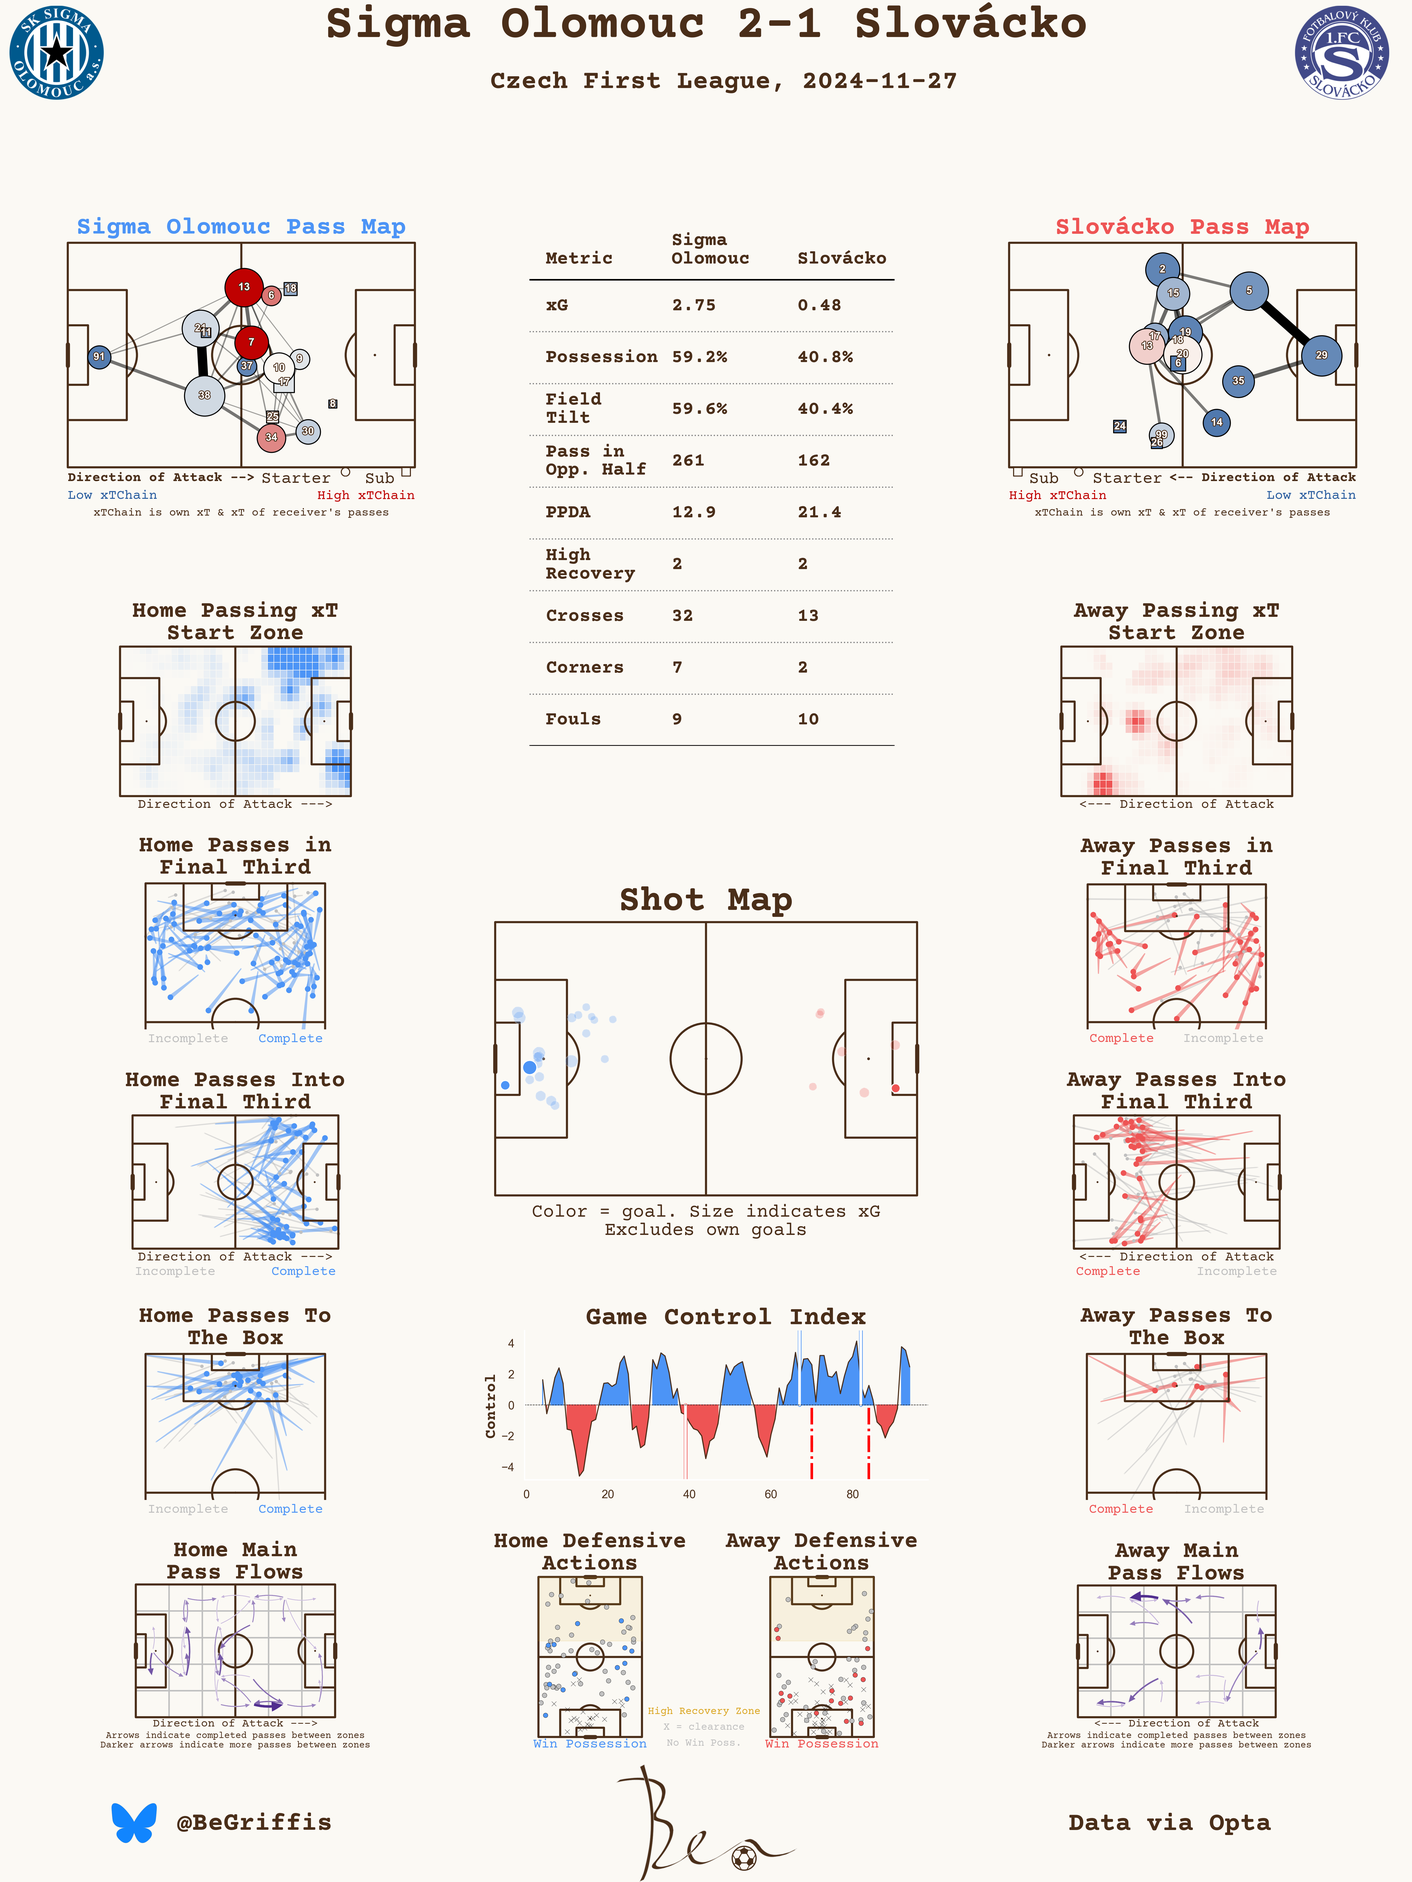 Sigma Olomouc 2-1 Slovácko
Czech First League, 2024-11-27
SK SIGMA
OLOMOUC a.s.
FOTBALOVÝ KLUB
1.FC
S
SLOVÁCKO
Sigma Olomouc Pass Map
13
6
18
21
11
7
91
37
10
9
17
38
8
25
34
30
Direction of Attack --> Starter Sub
Low xTChain High xTChain
xTChain is own xT & xT of receiver's passes
Metric Sigma Olomouc Slovácko
xG 2.75 0.48
Possession 59.2% 40.8%
Field Tilt 59.6% 40.4%
Pass in Opp. Half 261 162
PPDA 12.9 21.4
High Recovery 2 2
Crosses 32 13
Corners 7 2
Fouls 9 10
Slovácko Pass Map
2
15
5
17
19
13
18
20
6
29
35
14
24
99
26
Sub Starter <-- Direction of Attack
High xTChain Low xTChain
xTChain is own xT & xT of receiver's passes
Home Passing xT
Start Zone
Direction of Attack --->
Away Passing xT
Start Zone
<--- Direction of Attack
Home Passes in
Final Third
Incomplete Complete
Away Passes in
Final Third
Complete Incomplete
Shot Map
Color = goal. Size indicates xG
Excludes own goals
Home Passes Into
Final Third
Direction of Attack --->
Incomplete Complete
Away Passes Into
Final Third
<--- Direction of Attack
Complete Incomplete
Home Passes To
The Box
Incomplete Complete
Game Control Index
Control
4
2
0
−2
−4
0 20 40 60 80
Away Passes To
The Box
Complete Incomplete
Home Main
Pass Flows
Direction of Attack --->
Arrows indicate completed passes between zones
Darker arrows indicate more passes between zones
Home Defensive
Actions
Win Possession
Away Defensive
Actions
Win Possession
High Recovery Zone
X = clearance
No Win Poss.
Away Main
Pass Flows
<--- Direction of Attack
Arrows indicate completed passes between zones
Darker arrows indicate more passes between zones
@BeGriffis
Ben
Data via Opta